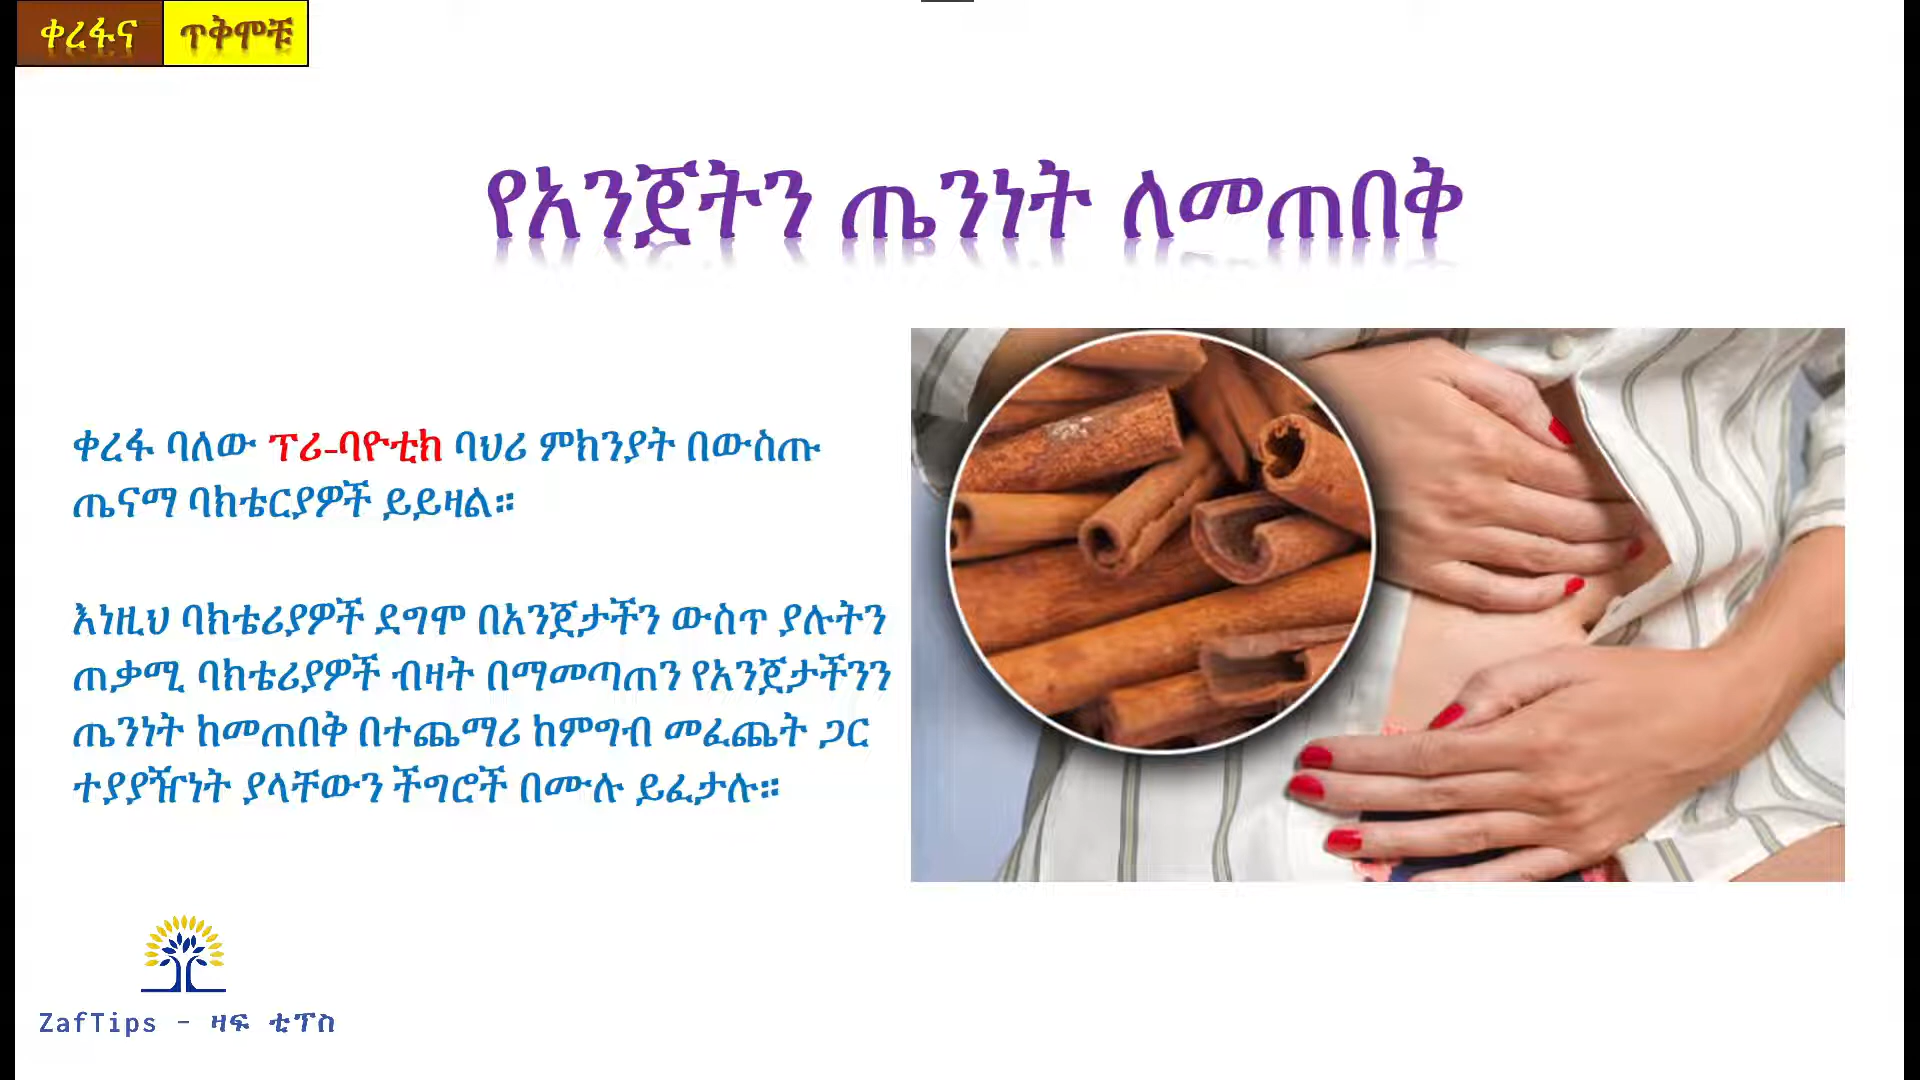 ቀረፋና ጥቅሞቹ
የአንጀትን ጤንነት ለመጠበቅ
ቀረፋ ባለው ፕሪ-ባዮቲክ ባህሪ ምክንያት በውስጡ
ጤናማ ባክቴርያዎች ይይዛል።
እነዚህ ባክቴሪያዎች ደግሞ በአንጀታችን ውስጥ ያሉትን
ጠቃሚ ባክቴሪያዎች ብዛት በማመጣጠን የአንጀታችንን
ጤንነት ከመጠበቅ በተጨማሪ ከምግብ መፈጨት ጋር
ተያያዥነት ያላቸውን ችግሮች በሙሉ ይፈታሉ።
ZafTips - ዛፍ ቲፕስ